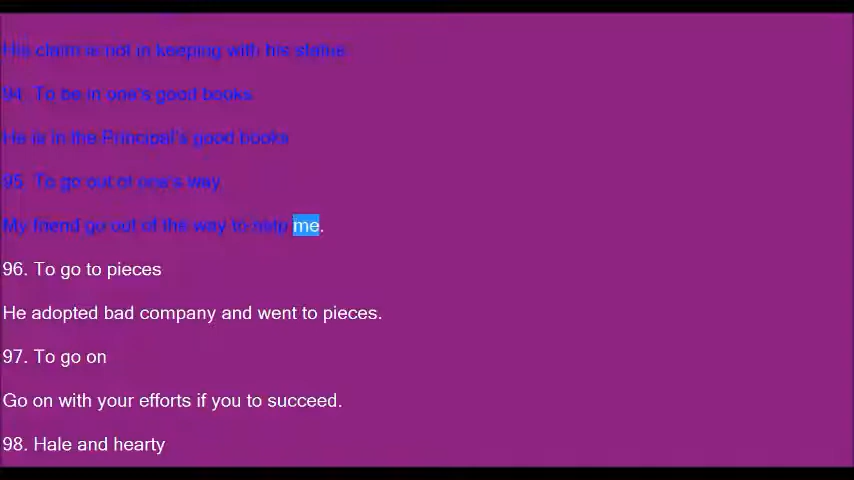 His claim is not in keeping with his status.
94. To be in one's good books
He is in the Principal's good books
95. To go out of one's way
My friend go out of the way to help me.
96. To go to pieces
He adopted bad company and went to pieces.
97. To go on
Go on with your efforts if you to succeed.
98. Hale and hearty